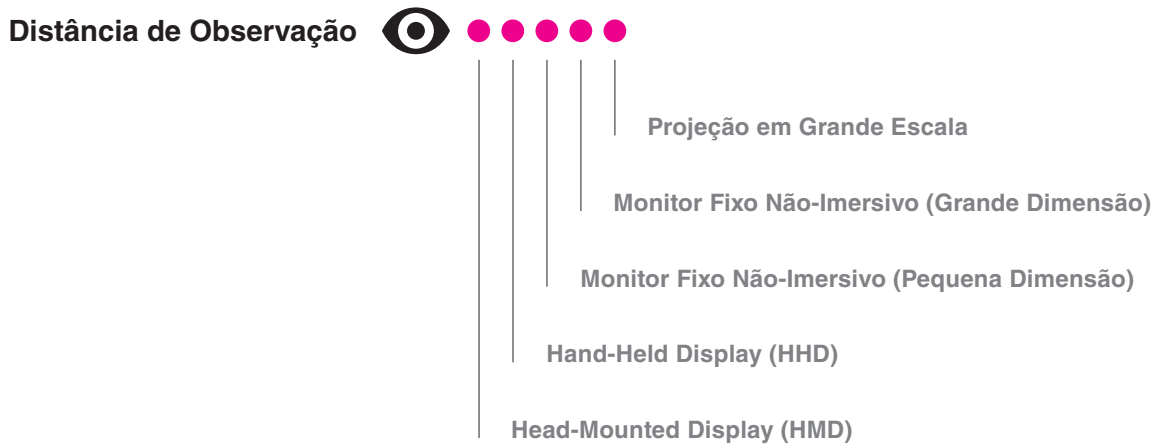 Distância de Observação
Projeção em Grande Escala
Monitor Fixo Não-Imersivo (Grande Dimensão)
Monitor Fixo Não-Imersivo (Pequena Dimensão)
Hand-Held Display (HHD)
Head-Mounted Display (HMD)